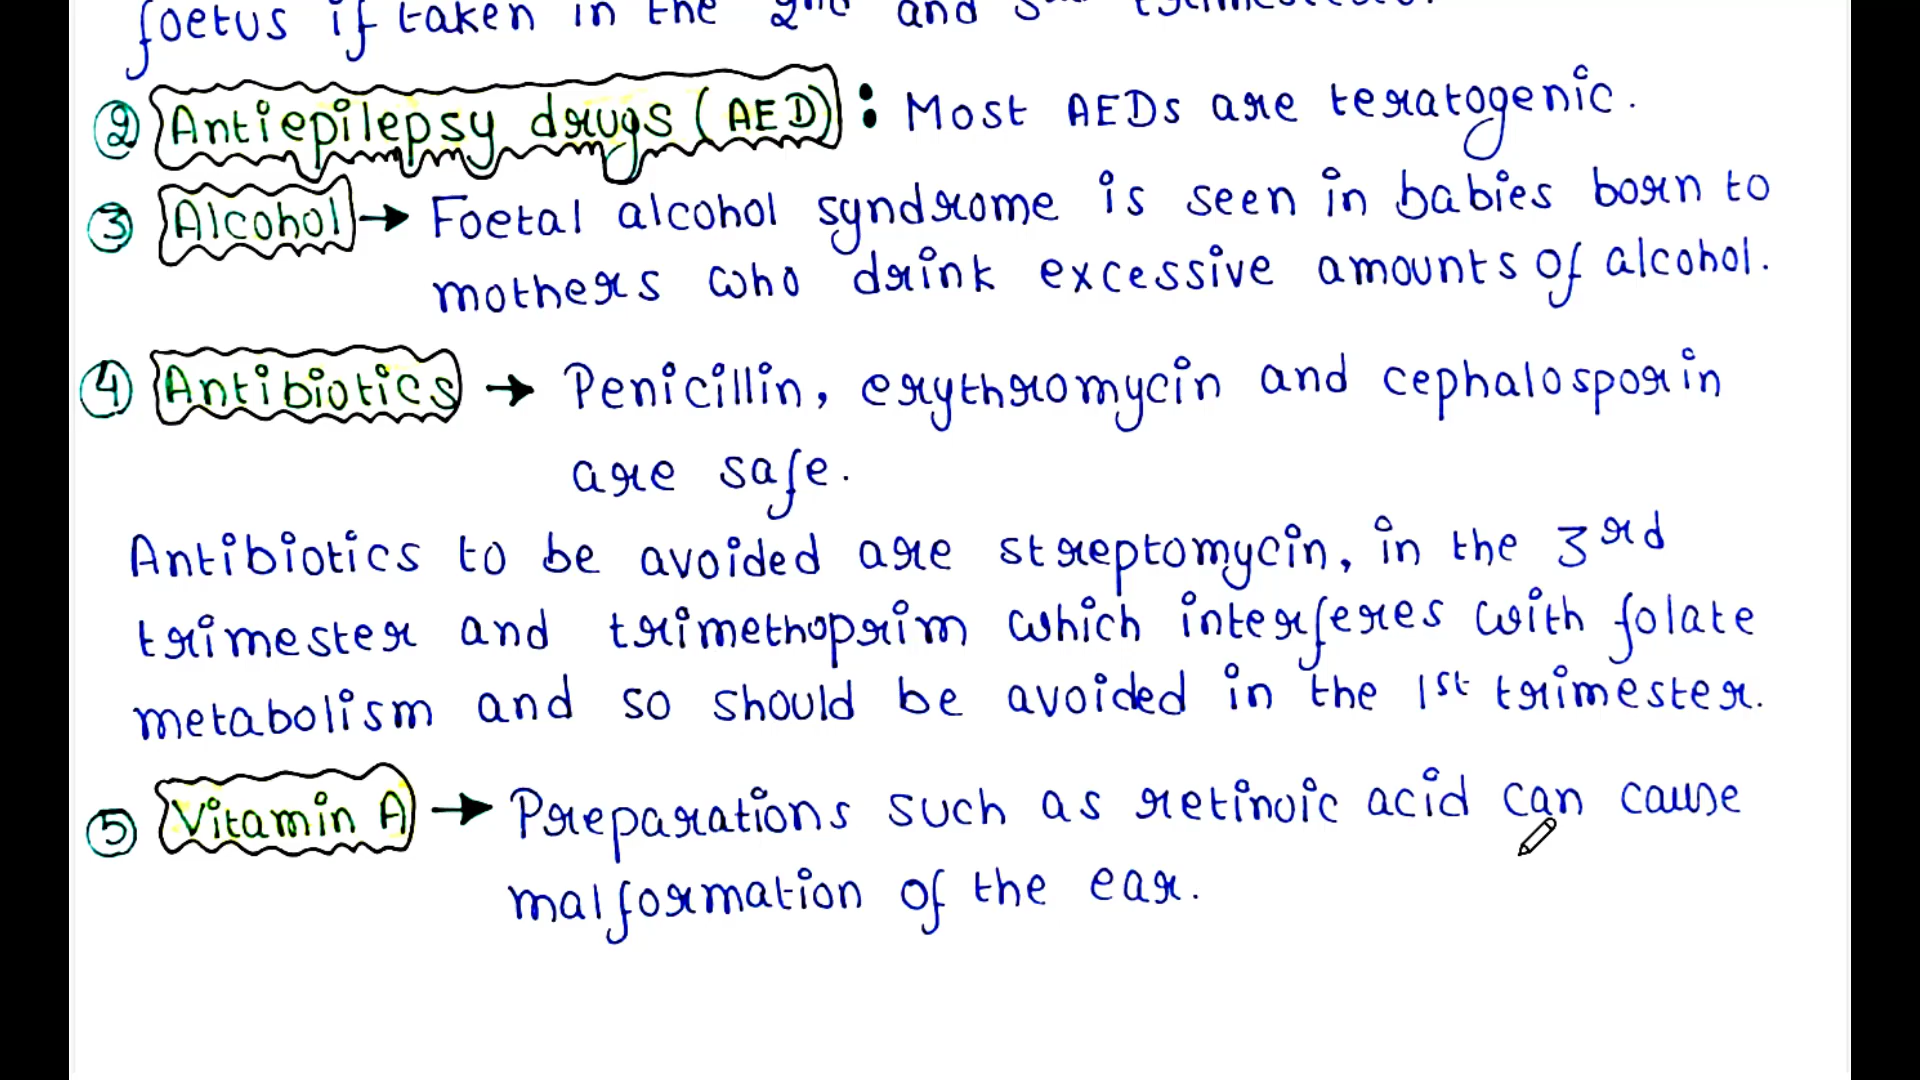 foetus if taken in the 2nd and 3rd trimesters.
② Antiepilepsy drugs (AED) : Most AEDs are teratogenic.
③ Alcohol → Foetal alcohol syndrome is seen in babies born to
mothers who drink excessive amounts of alcohol.
④ Antibiotics → Penicillin, erythromycin and cephalosporin
are safe.
Antibiotics to be avoided are streptomycin, in the 3rd
trimester and trimethoprim which interferes with folate
metabolism and so should be avoided in the 1st trimester.
⑤ Vitamin A → Preparations such as retinoic acid can cause
malformation of the ear.